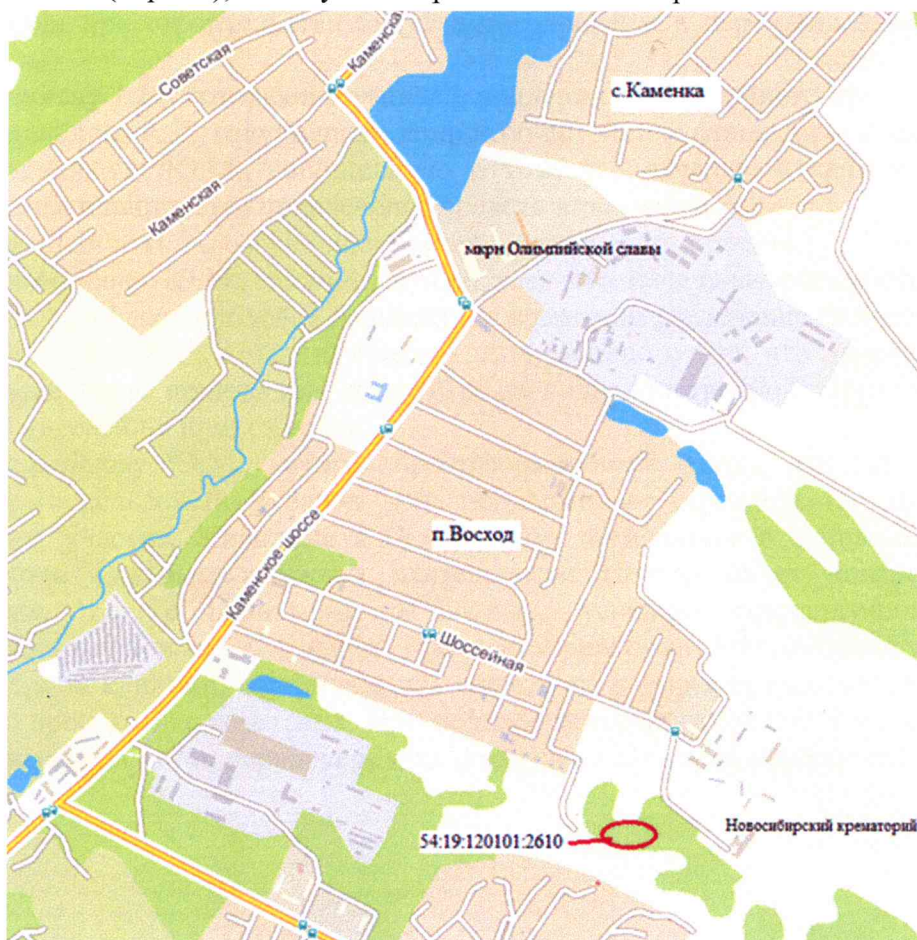 Каменская
Советская
с.Каменка
Каменская
мкрн Олимпийской славы
п.Восход
Каменское шоссе
Шоссейная
Новосибирский крематорий
54:19:120101:2610